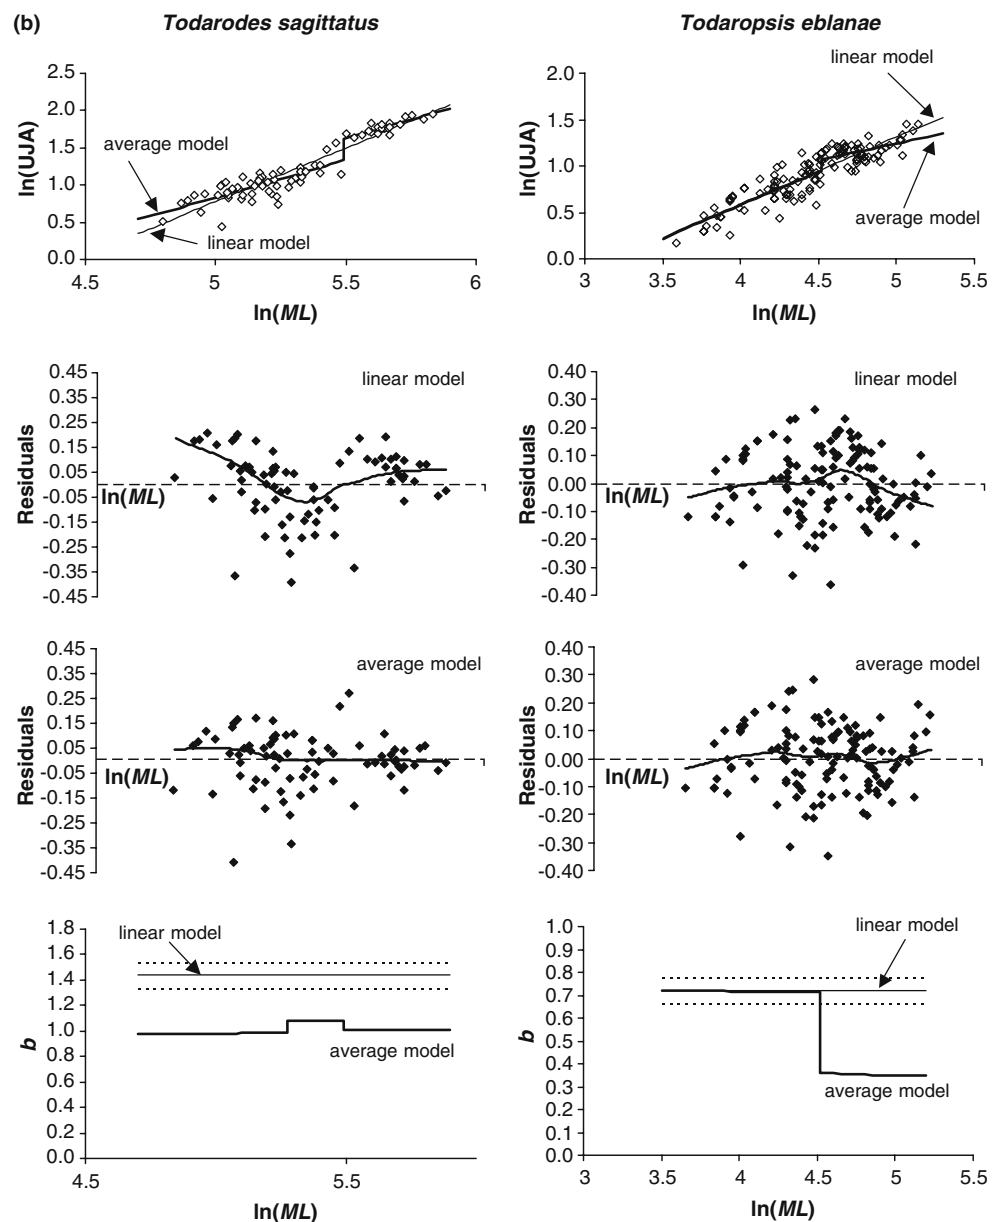 (b)
Todarodes sagittatus
Todaropsis eblanae
2.5
2.0
1.5
1.0
0.5
0.0
ln(UJA)
average model
linear model
4.5
5
5.5
6
ln(ML)
2.0
1.5
1.0
0.5
0.0
ln(UJA)
linear model
average model
3
3.5
4
4.5
5
5.5
ln(ML)
0.45
0.35
0.25
0.15
0.05
-0.05
-0.15
-0.25
-0.35
-0.45
Residuals
linear model
ln(ML)
0.40
0.30
0.20
0.10
0.00
-0.10
-0.20
-0.30
-0.40
Residuals
linear model
ln(ML)
0.45
0.35
0.25
0.15
0.05
-0.05
-0.15
-0.25
-0.35
-0.45
Residuals
average model
ln(ML)
0.40
0.30
0.20
0.10
0.00
-0.10
-0.20
-0.30
-0.40
Residuals
average model
ln(ML)
1.8
1.6
1.4
1.2
1.0
0.8
0.6
0.4
0.2
0.0
b
linear model
average model
4.5
5.5
ln(ML)
1.0
0.9
0.8
0.7
0.6
0.5
0.4
0.3
0.2
0.1
0.0
b
linear model
average model
3
3.5
4
4.5
5
5.5
ln(ML)